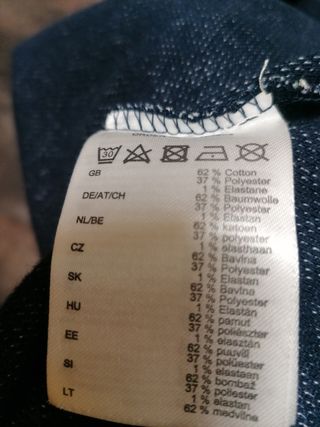 30
GB 62 % Cotton
37 % Polyester
1 % Elastane
DE/AT/CH 62 % Baumwolle
37 % Polyester
1 % Elastan
NL/BE 62 % katoen
37 % polyester
1 % elasthaan
CZ 62 % Bavlna
37 % Polyester
1 % Elastan
SK 62 % Bavlna
37 % Polyester
1 % Elastán
HU 62 % pamut
37 % poliészter
1 % elasztán
EE 62 % puuvill
37 % polüester
1 % elastaan
SI 62 % bombaž
37 % poliester
1 % elastan
LT 62 % medvilnė